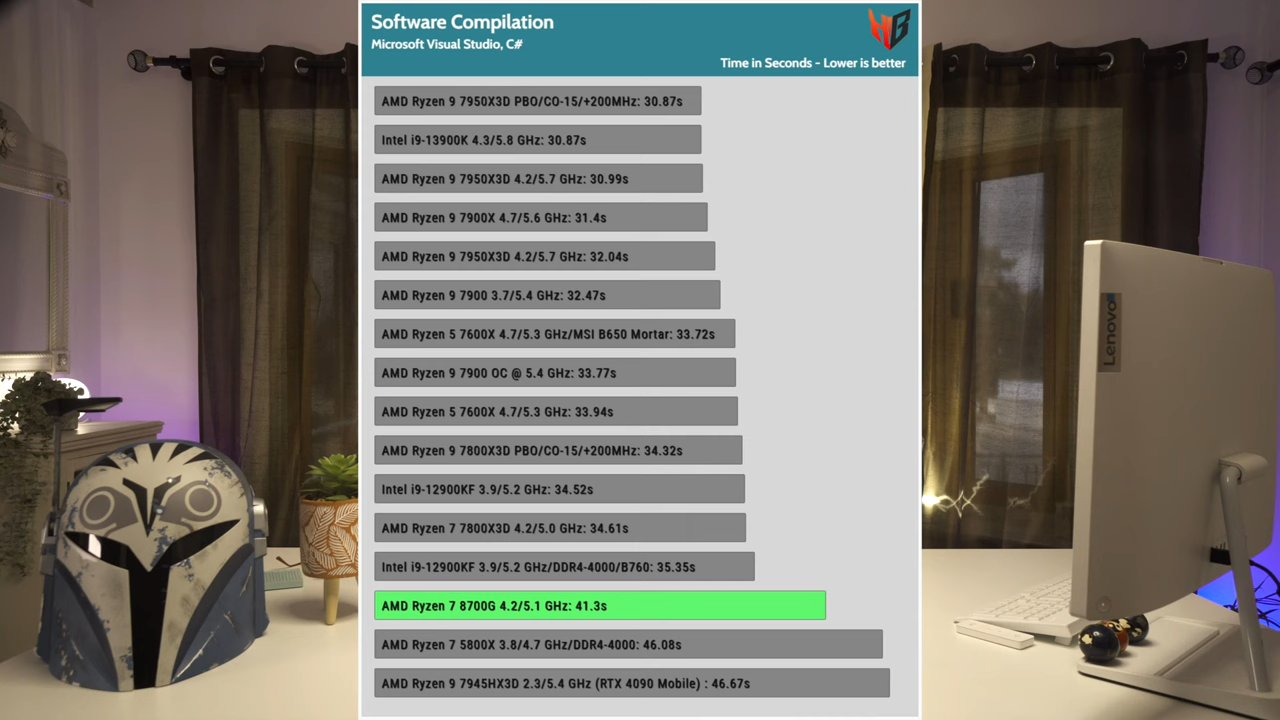 Software Compilation
Microsoft Visual Studio, C#
HB
Time in Seconds - Lower is better
AMD Ryzen 9 7950X3D PBO/CO-15/+200MHz: 30.87s
Intel i9-13900K 4.3/5.8 GHz: 30.87s
AMD Ryzen 9 7950X3D 4.2/5.7 GHz: 30.99s
AMD Ryzen 9 7900X 4.7/5.6 GHz: 31.4s
AMD Ryzen 9 7950X3D 4.2/5.7 GHz: 32.04s
AMD Ryzen 9 7900 3.7/5.4 GHz: 32.47s
AMD Ryzen 5 7600X 4.7/5.3 GHz/MSI B650 Mortar: 33.72s
AMD Ryzen 9 7900 OC @ 5.4 GHz: 33.77s
AMD Ryzen 5 7600X 4.7/5.3 GHz: 33.94s
AMD Ryzen 9 7800X3D PBO/CO-15/+200MHz: 34.32s
Intel i9-12900KF 3.9/5.2 GHz: 34.52s
AMD Ryzen 7 7800X3D 4.2/5.0 GHz: 34.61s
Intel i9-12900KF 3.9/5.2 GHz/DDR4-4000/B760: 35.35s
AMD Ryzen 7 8700G 4.2/5.1 GHz: 41.3s
AMD Ryzen 7 5800X 3.8/4.7 GHz/DDR4-4000: 46.08s
AMD Ryzen 9 7945HX3D 2.3/5.4 GHz (RTX 4090 Mobile) : 46.67s
Lenovo